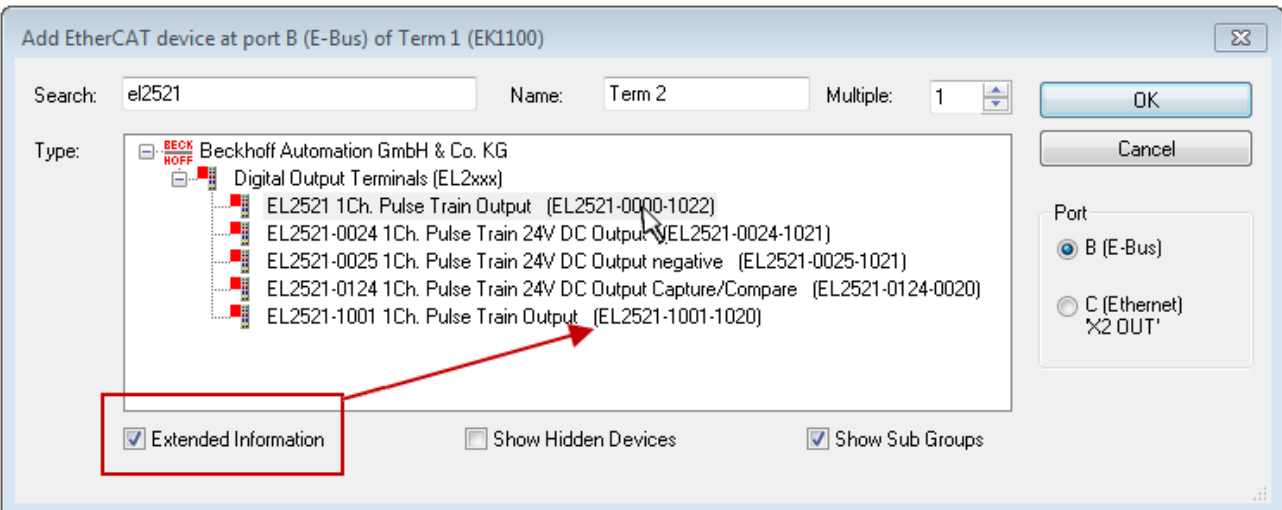 Add EtherCAT device at port B (E-Bus) of Term 1 (EK1100)
Search: el2521 Name: Term 2 Multiple: 1 OK
Type: BECK HOFF Beckhoff Automation GmbH & Co. KG Cancel
Digital Output Terminals (EL2xxx)
EL2521 1Ch. Pulse Train Output (EL2521-0000-1022)
Port
EL2521-0024 1Ch. Pulse Train 24V DC Output (EL2521-0024-1021)
B (E-Bus)
EL2521-0025 1Ch. Pulse Train 24V DC Output negative (EL2521-0025-1021)
EL2521-0124 1Ch. Pulse Train 24V DC Output Capture/Compare (EL2521-0124-0020)
C (Ethernet)
EL2521-1001 1Ch. Pulse Train Output (EL2521-1001-1020)
'X2 OUT'
Extended Information Show Hidden Devices Show Sub Groups